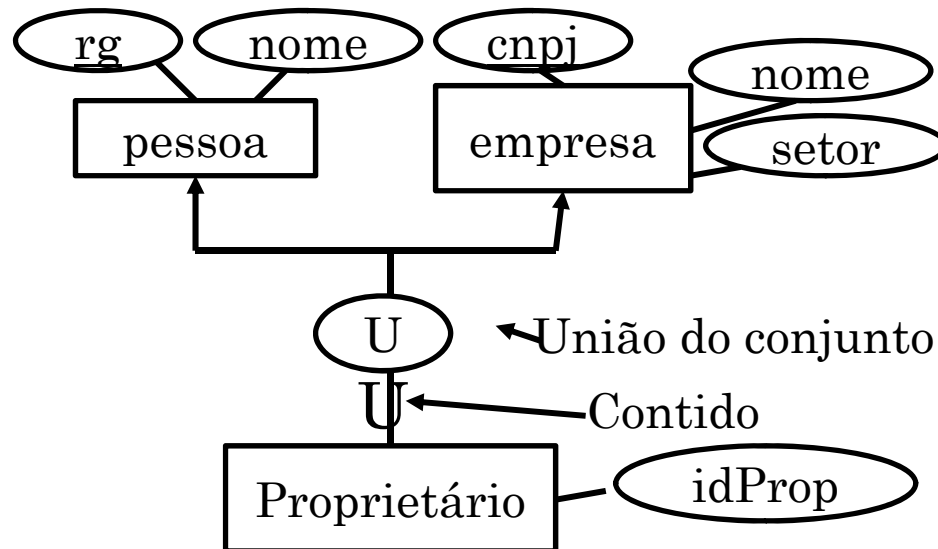 rg
nome
cnpj
nome
pessoa
empresa
setor
U
União do conjunto
U
Contido
Proprietário
idProp